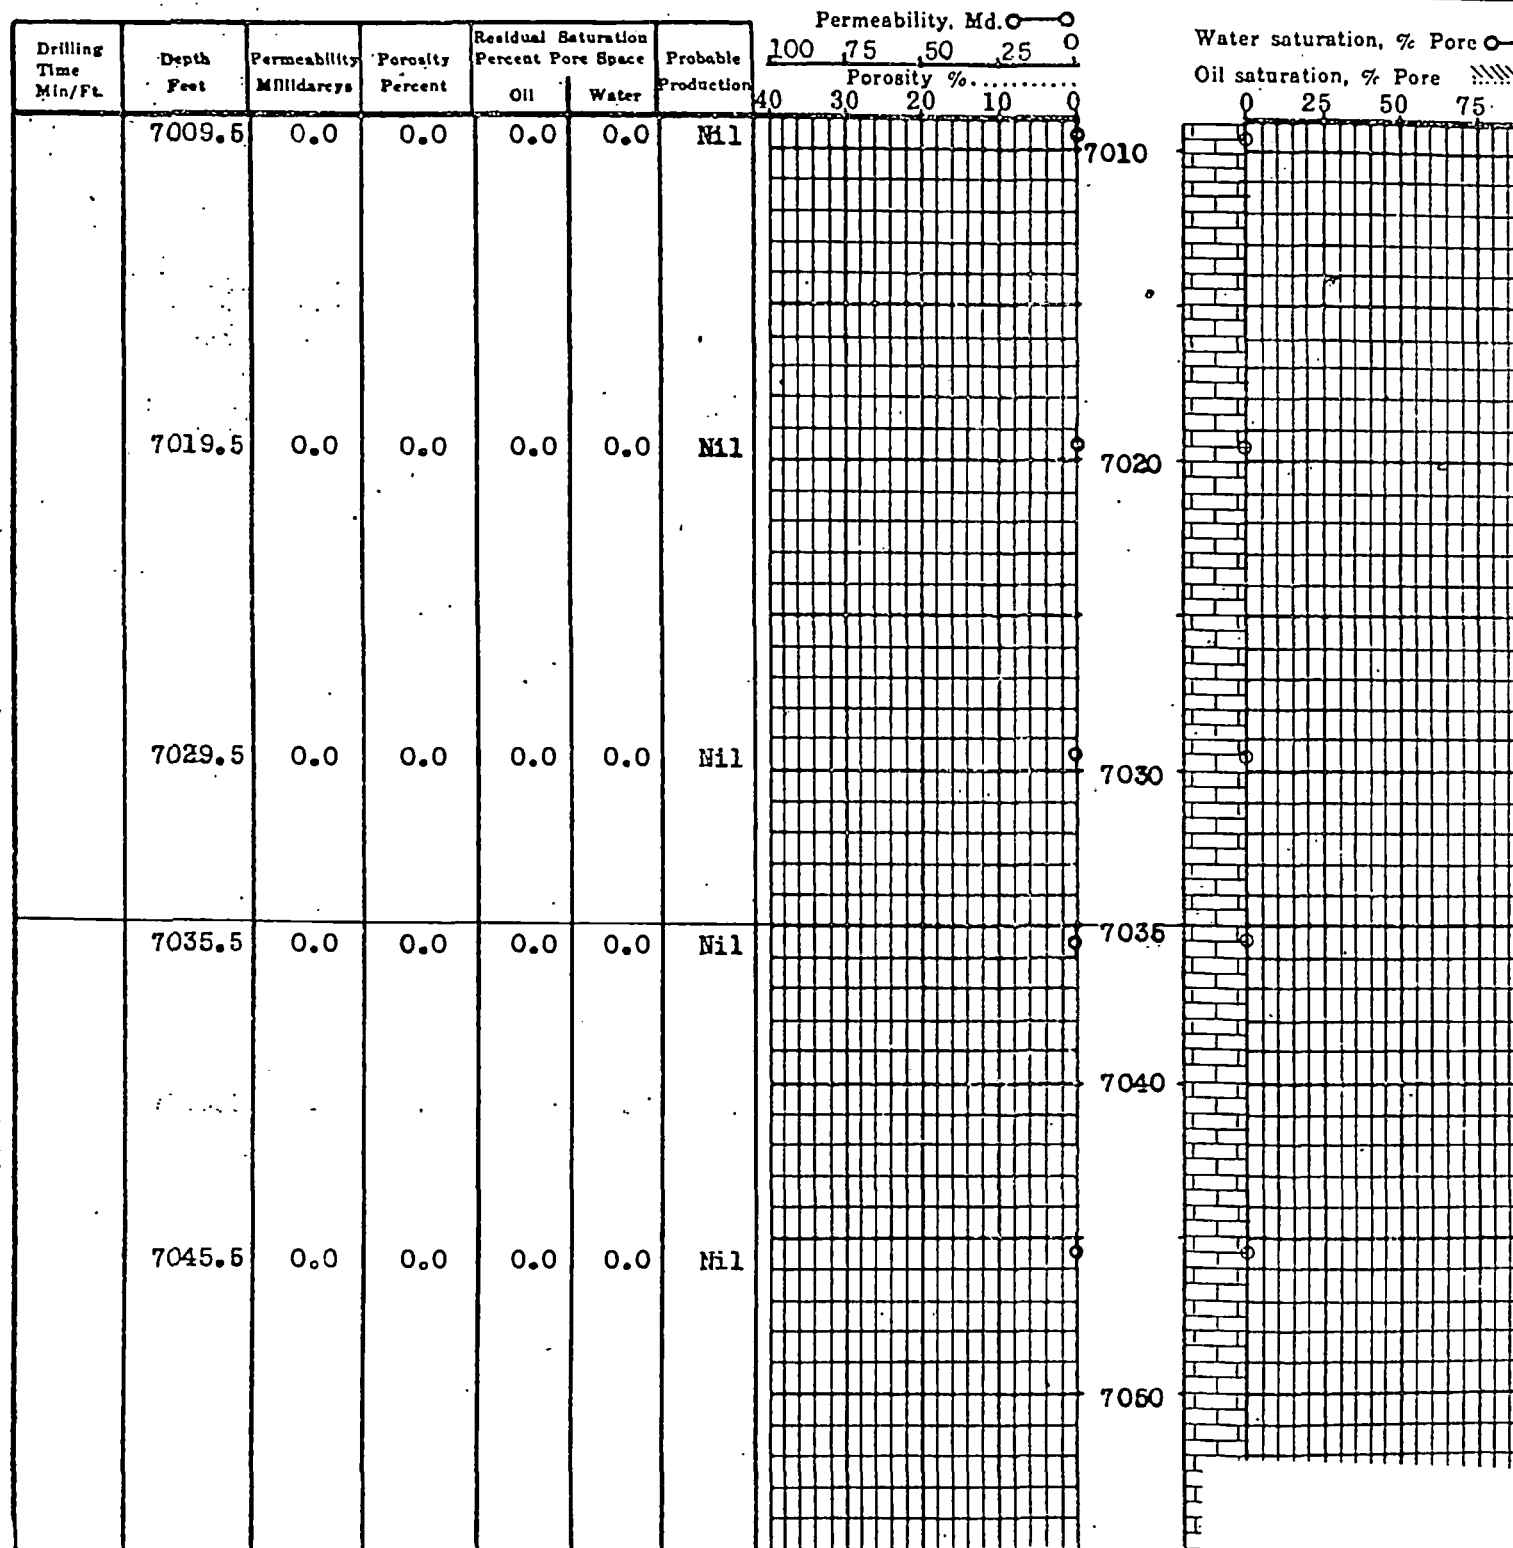 Drilling Time Min/Ft.
Depth Feet
Permeability Millidarcys
Porosity Percent
Residual Saturation Percent Pore Space
Oil
Water
Probable Production
Permeability, Md.
100 75 50 25 0
Porosity %..........
40 30 20 10 0
Water saturation, % Pore
Oil saturation, % Pore
0 25 50 75
7009.5 0.0 0.0 0.0 0.0 Nil
7010
7019.5 0.0 0.0 0.0 0.0 Nil
7020
7029.5 0.0 0.0 0.0 0.0 Nil
7030
7035
7035.5 0.0 0.0 0.0 0.0 Nil
7040
7045.5 0.0 0.0 0.0 0.0 Nil
7050